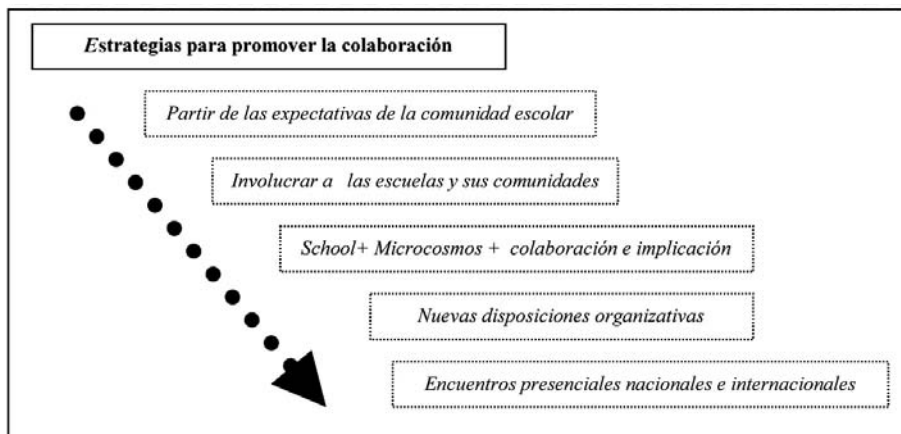 Estrategias para promover la colaboración
Partir de las expectativas de la comunidad escolar
Involucrar a las escuelas y sus comunidades
School+ Microcosmos + colaboración e implicación
Nuevas disposiciones organizativas
Encuentros presenciales nacionales e internacionales